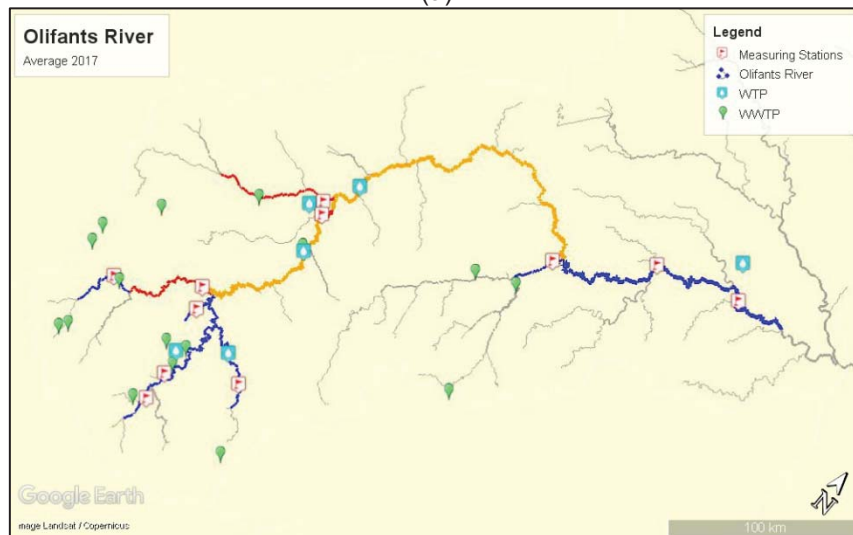 Olifants River
Average 2017
Legend
Measuring Stations
Olifants River
WTP
WWTP
Google Earth
mage Landsat / Copernicus
N
100 km